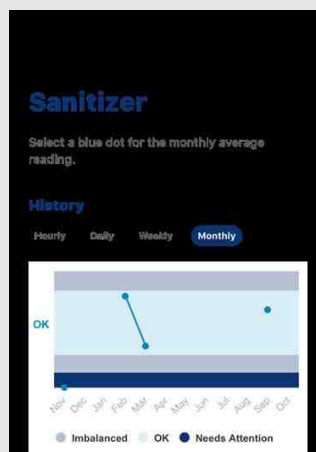 Sanitizer
Select a blue dot for the monthly average
reading.
History
Hourly Daily Weekly Monthly
OK
Nov Dec Jan Feb Mar Apr May Jun Jul Aug Sep Oct
Imbalanced OK Needs Attention